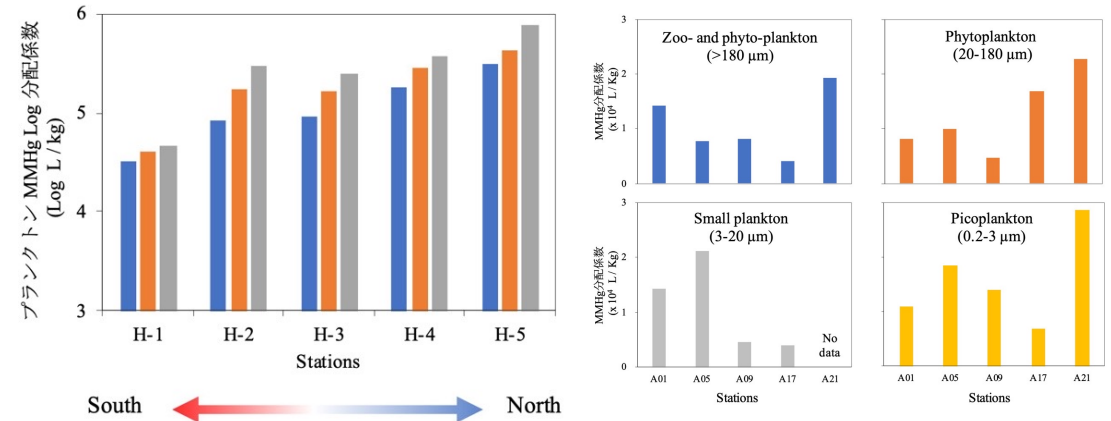 プランクトン MMHg Log 分配係数
(Log L / kg)
6
5
4
3
H-1 H-2 H-3 H-4 H-5
Stations
South North
MMHg分配係数
(x 10⁴ L / Kg)
3
2
1
0
Zoo- and phyto-plankton
(>180 µm)
Phytoplankton
(20-180 µm)
MMHg分配係数
(x 10⁴ L / Kg)
3
2
1
0
Small plankton
(3-20 µm)
No
data
A01 A05 A09 A17 A21
Stations
Picoplankton
(0.2-3 µm)
A01 A05 A09 A17 A21
Stations